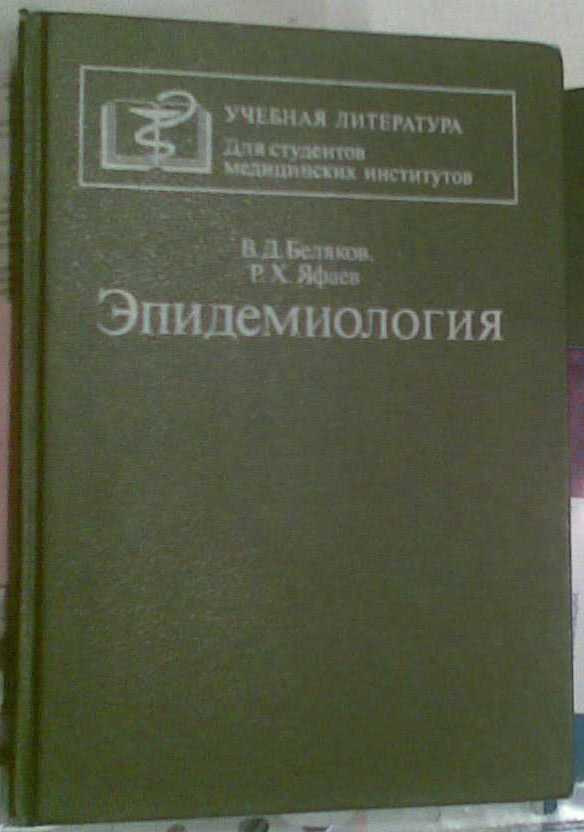 УЧЕБНАЯ ЛИТЕРАТУРА
Для студентов
медицинских институтов
В.Д. Беляков,
Р.Х. Яфаев
Эпидемиология